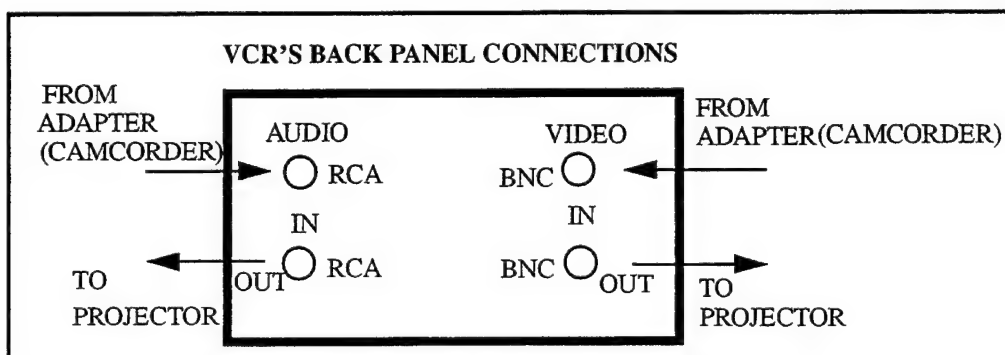 VCR'S BACK PANEL CONNECTIONS
FROM
ADAPTER
(CAMCORDER)
AUDIO
RCA
IN
RCA
OUT
TO
PROJECTOR
VIDEO
BNC
IN
BNC
OUT
FROM
ADAPTER(CAMCORDER)
TO
PROJECTOR